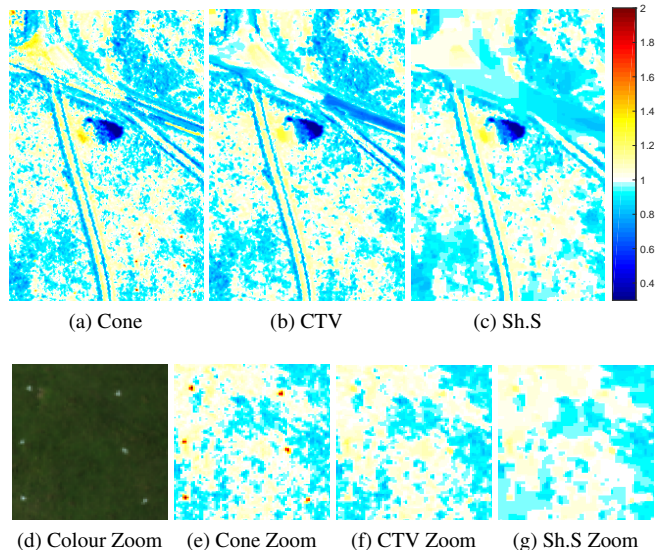 2
1.8
1.6
1.4
1.2
1
0.8
0.6
0.4
(a) Cone
(b) CTV
(c) Sh.S
(d) Colour Zoom
(e) Cone Zoom
(f) CTV Zoom
(g) Sh.S Zoom